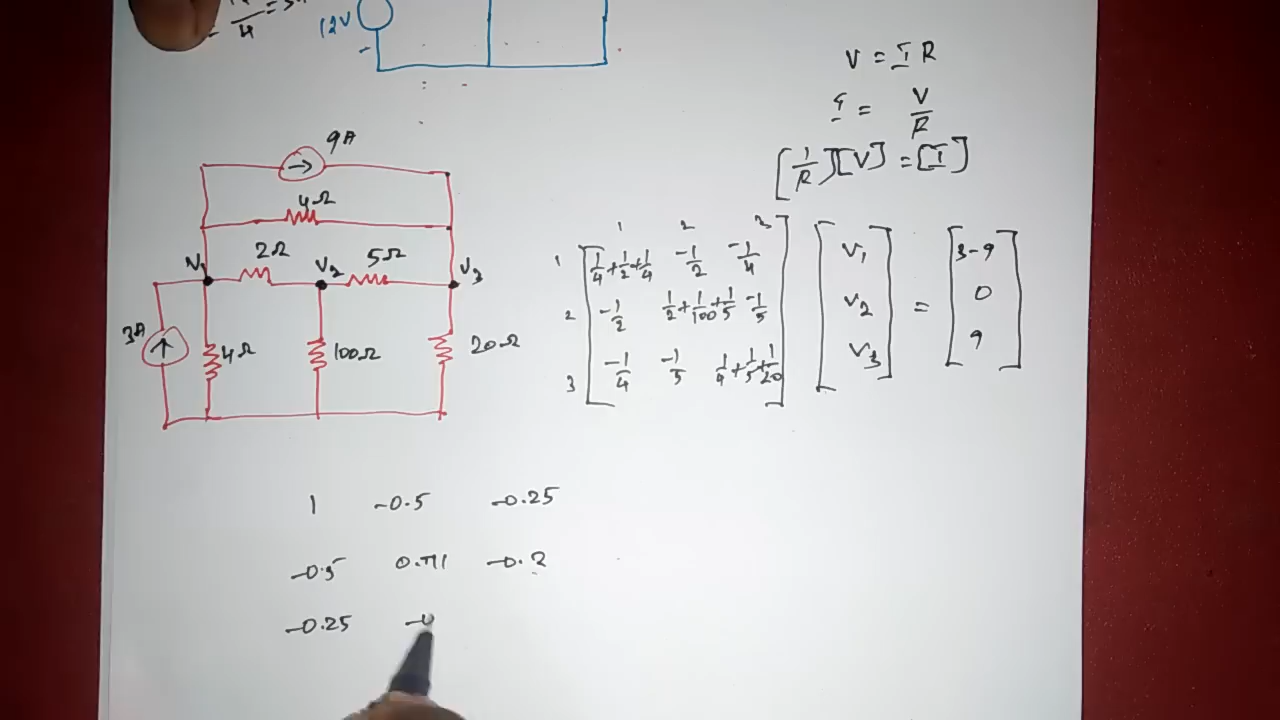 12V
V = I R
I = V/R
[1/R][V] = [I]
9A
4Ω
2Ω
5Ω
V1
V2
V3
3A
4Ω
100Ω
20Ω
1 2 3
1 1/4+1/2+1/4 -1/2 -1/4 V1 3-9
2 -1/2 1/2+1/100+1/5 -1/5 V2 = 0
3 -1/4 -1/5 1/4+1/5+1/20 V3 9
1 -0.5 -0.25
-0.5 0.71 -0.2
-0.25 -0